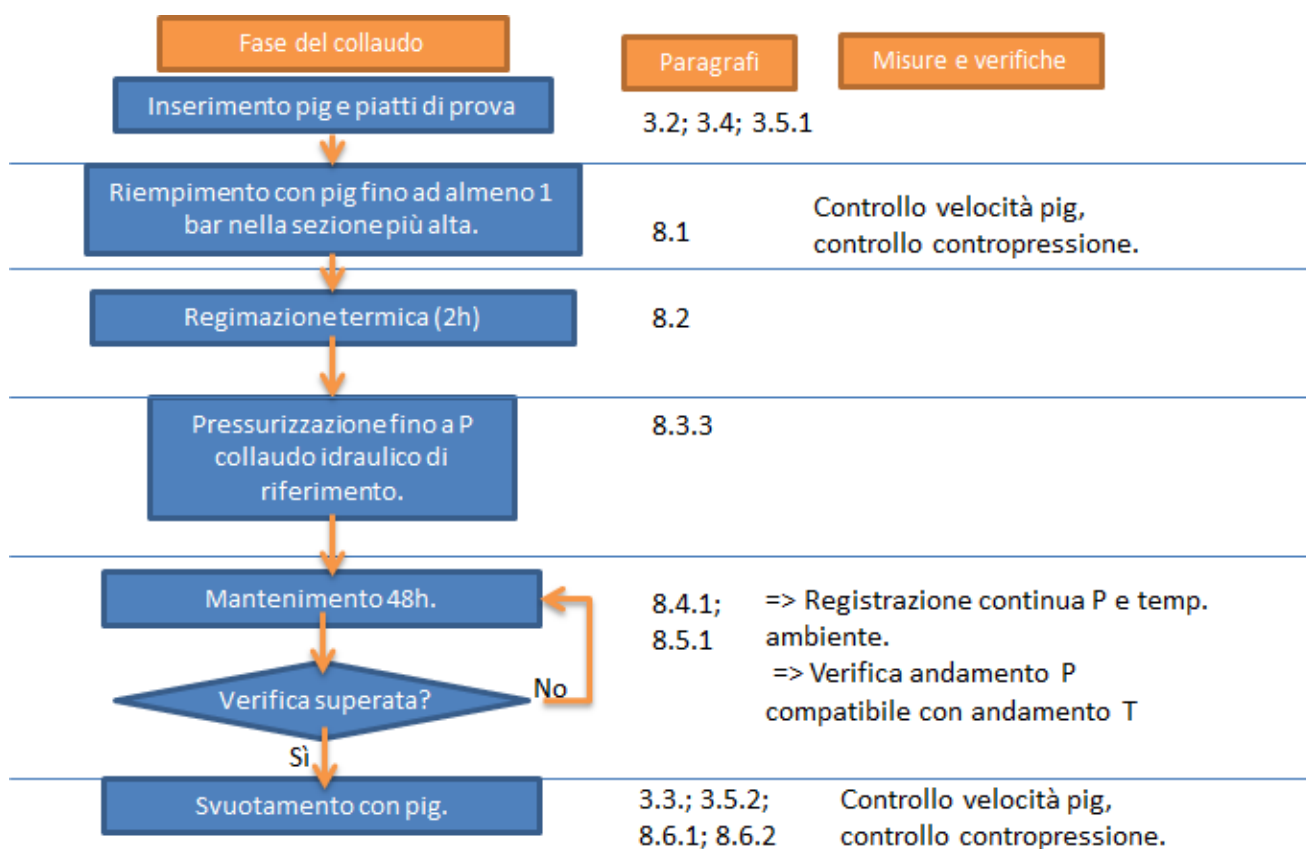 Fase del collaudo
Paragrafi
Misure e verifiche
Inserimento pig e piatti di prova
3.2; 3.4; 3.5.1
Riempimento con pig fino ad almeno 1
bar nella sezione più alta.
8.1
Controllo velocità pig,
controllo contropressione.
Regimazione termica (2h)
8.2
Pressurizzazione fino a P
collaudo idraulico di
riferimento.
8.3.3
Mantenimento 48h.
8.4.1;
8.5.1
=> Registrazione continua P e temp.
ambiente.
=> Verifica andamento P
compatibile con andamento T
Verifica superata?
No
Sì
Svuotamento con pig.
3.3.; 3.5.2;
8.6.1; 8.6.2
Controllo velocità pig,
controllo contropressione.